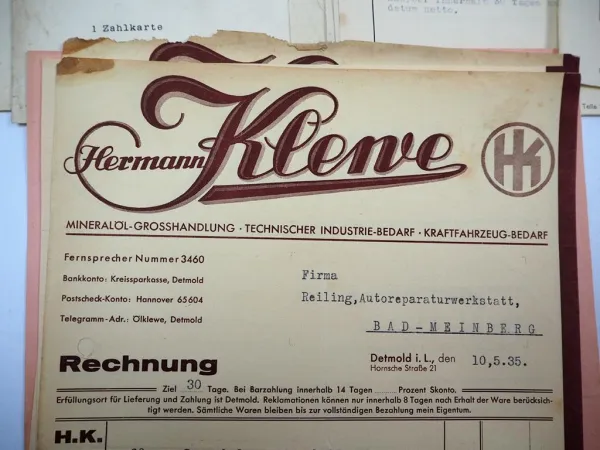 1 Zahlkarte
datum netto.
Hermann Klewe
HK
MINERALÖL-GROSSHANDLUNG · TECHNISCHER INDUSTRIE-BEDARF · KRAFTFAHRZEUG-BEDARF
Fernsprecher Nummer 3460
Bankkonto: Kreissparkasse, Detmold
Postscheck-Konto: Hannover 65604
Telegramm-Adr.: Ölklewe, Detmold
Firma
Reiling, Autoreparaturwerkstatt,
BAD-MEINBERG
Rechnung
Detmold i. L., den 10,5.35.
Hornsche Straße 21
Ziel 30 Tage. Bei Barzahlung innerhalb 14 Tagen ...... Prozent Skonto.
Erfüllungsort für Lieferung und Zahlung ist Detmold. Reklamationen können nur innerhalb 8 Tagen nach Erhalt der Ware berücksich-
tigt werden. Sämtliche Waren bleiben bis zur vollständigen Bezahlung mein Eigentum.
H.K.